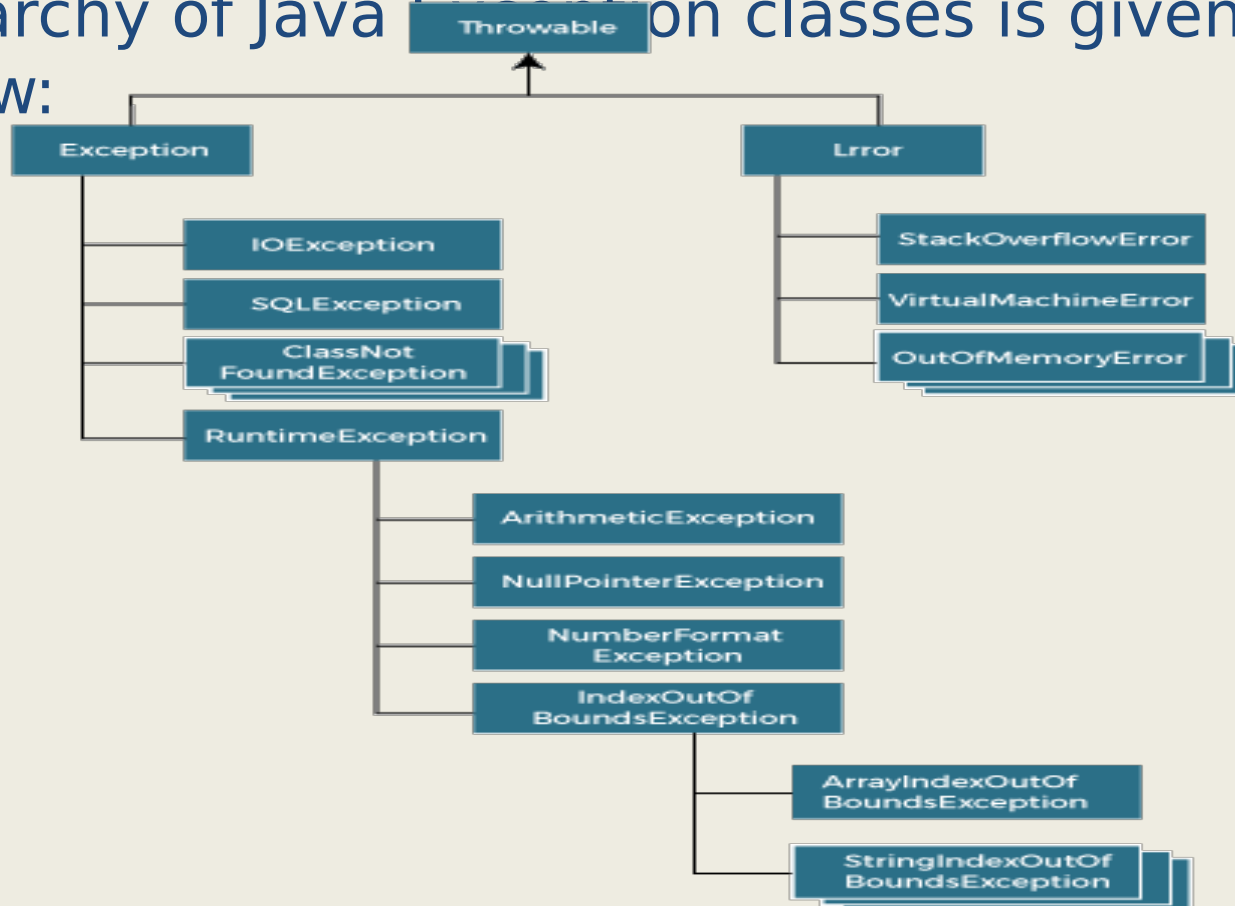 archy of Java Exception classes is given
w:
Throwable
Exception
Lrror
IOException
SQLException
ClassNot
FoundException
RuntimeException
StackOverflowError
VirtualMachineError
OutOfMemoryError
ArithmeticException
NullPointerException
NumberFormat
Exception
IndexOutOf
BoundsException
ArrayIndexOutOf
BoundsException
StringIndexOutOf
BoundsException